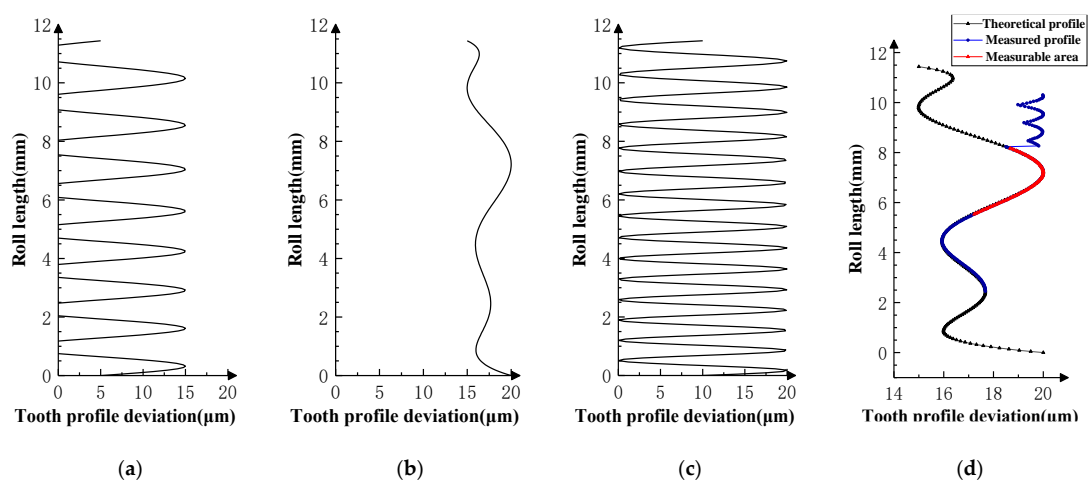 12
10
8
6
4
2
0
Roll length(mm)
0 5 10 15 20
Tooth profile deviation(μm)
(a)
12
10
8
6
4
2
0
Roll length(mm)
0 5 10 15 20
Tooth profile deviation(μm)
(b)
12
10
8
6
4
2
0
Roll length(mm)
0 5 10 15 20
Tooth profile deviation(μm)
(c)
Theoretical profile
Measured profile
Measurable area
12
10
8
6
4
2
0
Roll length(mm)
14 16 18 20
Tooth profile deviation(μm)
(d)